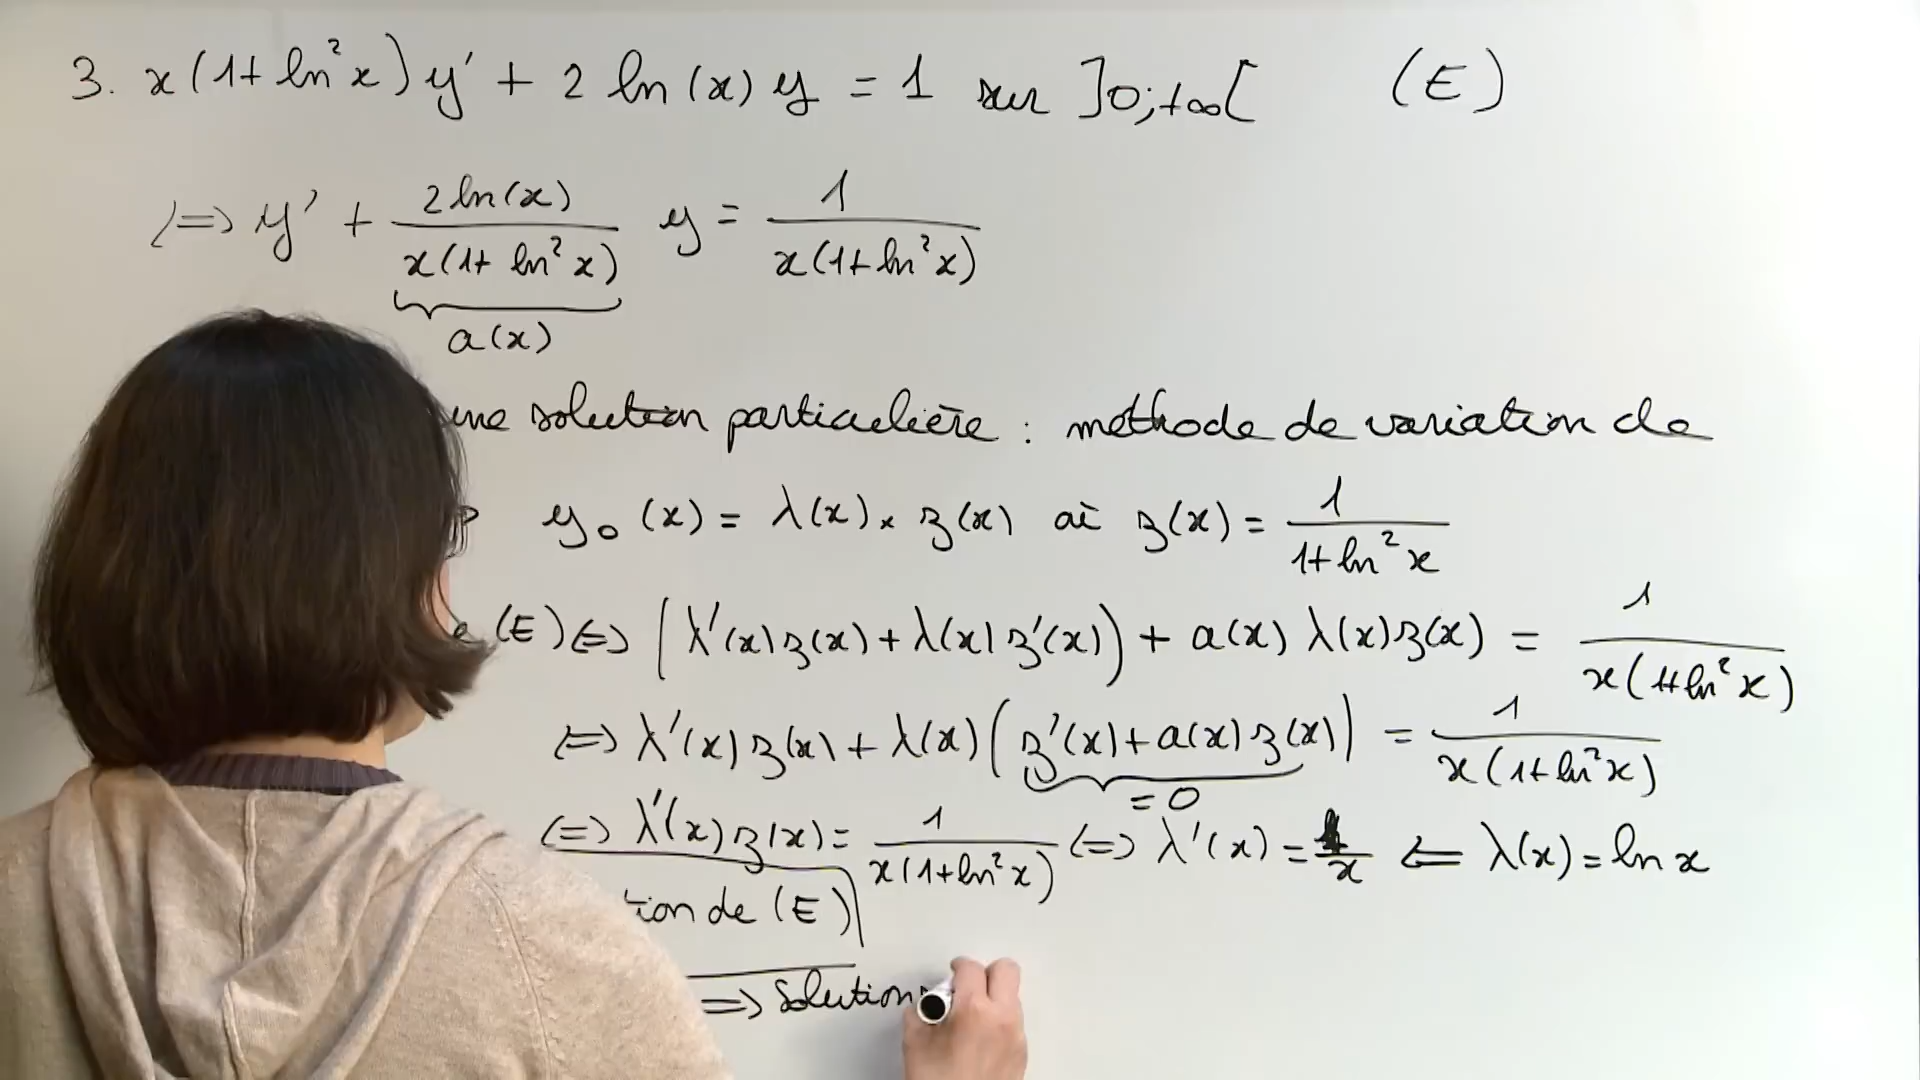 3. x(1+ ln²x) y' + 2 ln(x) y = 1 sur ]0;+∞[ (E)
<=> y' + 2ln(x) / x(1+ ln²x) y = 1 / x(1+ln²x)
a(x)
une solution particulière : méthode de variation de
y₀(x) = λ(x) × z(x) où z(x) = 1 / 1+ln²x
(E) <=> (λ'(x) z(x) + λ(x) z'(x)) + a(x) λ(x) z(x) = 1 / x(1+ln²x)
<=> λ'(x) z(x) + λ(x) (z'(x) + a(x) z(x)) = 1 / x(1+ln²x)
= 0
<=> λ'(x) z(x) = 1 / x(1+ln²x) <=> λ'(x) = 1 / x <= λ(x) = ln x
tion de (E)
=> Solution